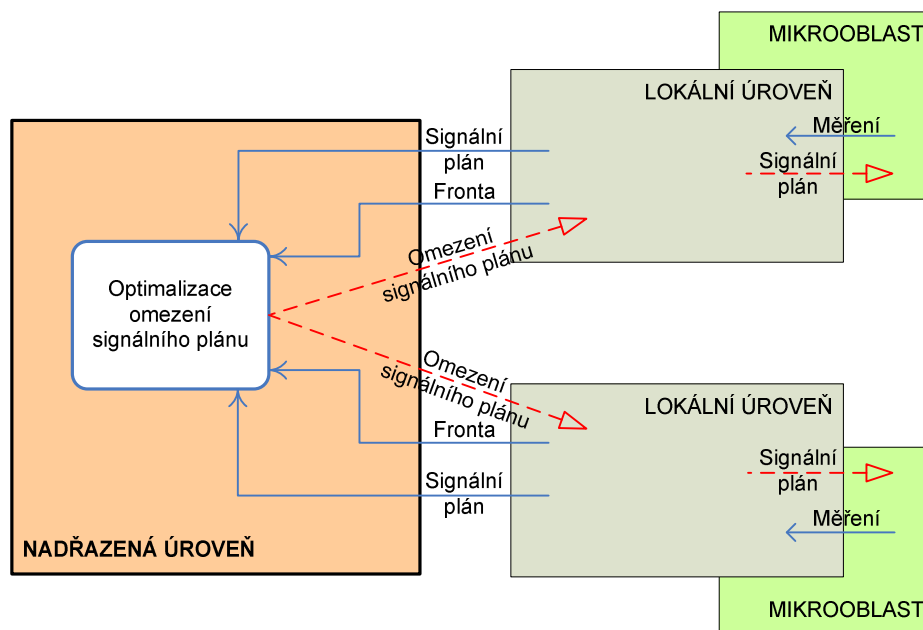 MIKROOBLAST
LOKÁLNÍ ÚROVEŇ
Měření
Signální
plán
Signální
plán
Fronta
Omezení
signálního plánu
Optimalizace
omezení
signálního plánu
Omezení
signálního plánu
LOKÁLNÍ ÚROVEŇ
Fronta
Signální
plán
Signální
plán
Měření
NADŘAZENÁ ÚROVEŇ
MIKROOBLAST